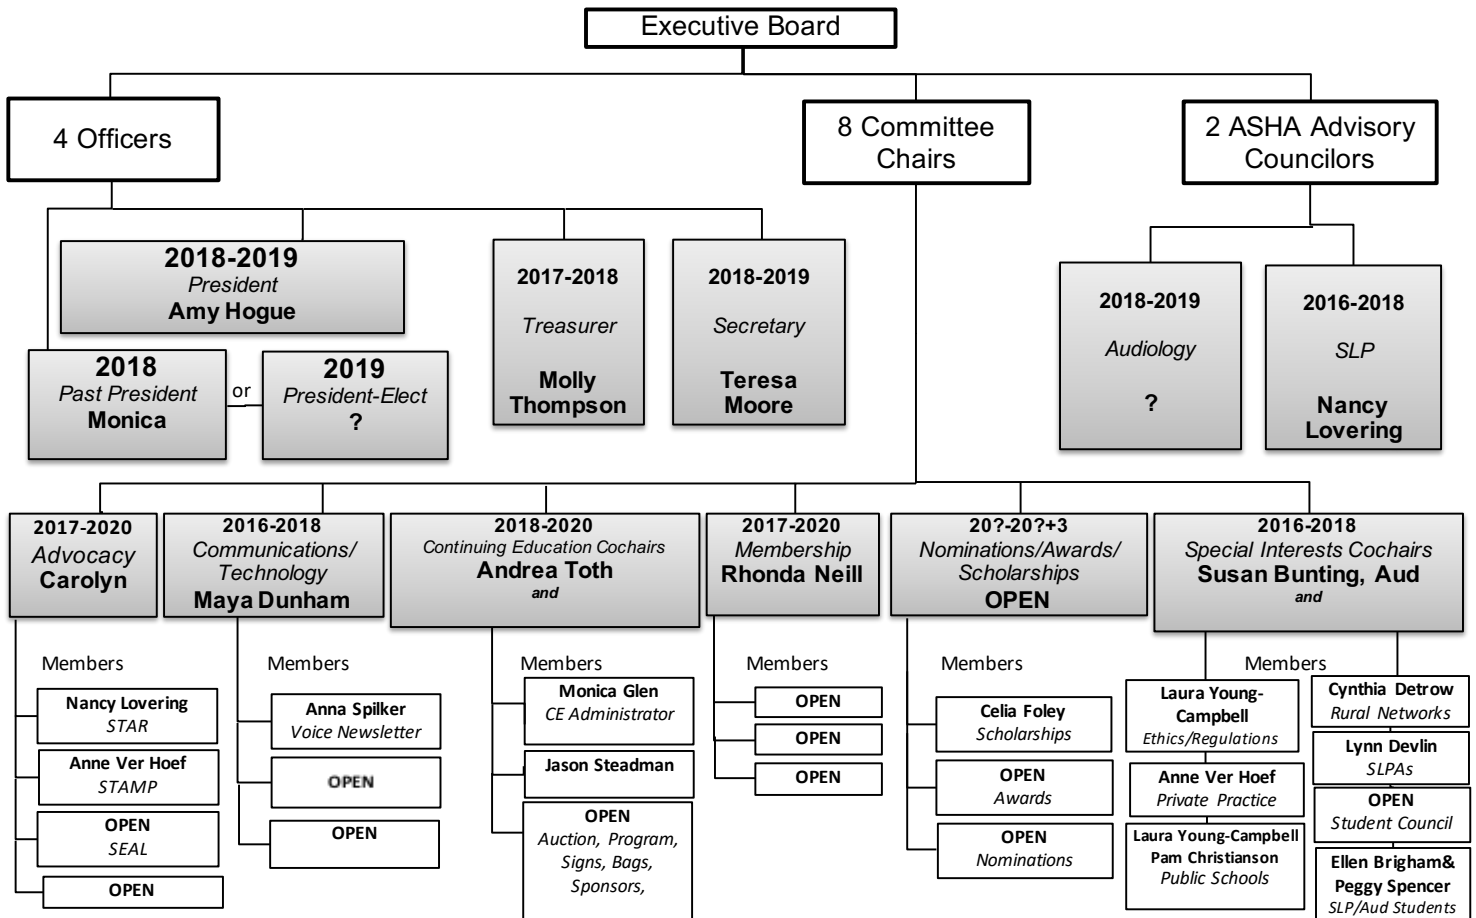 Executive Board
4 Officers
8 Committee
Chairs
2 ASHA Advisory
Councilors
2018-2019
President
Amy Hogue
2018
Past President
Monica
or
2019
President-Elect
?
2017-2018
Treasurer
Molly
Thompson
2018-2019
Secretary
Teresa
Moore
2018-2019
Audiology
?
2016-2018
SLP
Nancy
Lovering
2017-2020
Advocacy
Carolyn
Members
Nancy Lovering
STAR
Anne Ver Hoef
STAMP
OPEN
SEAL
OPEN
2016-2018
Communications/
Technology
Maya Dunham
Members
Anna Spilker
Voice Newsletter
OPEN
OPEN
2018-2020
Continuing Education Cochairs
Andrea Toth
and
Members
Monica Glen
CE Administrator
Jason Steadman
OPEN
Auction, Program,
Signs, Bags,
Sponsors,
2017-2020
Membership
Rhonda Neill
Members
OPEN
OPEN
OPEN
20?-20?+3
Nominations/Awards/
Scholarships
OPEN
Members
Celia Foley
Scholarships
OPEN
Awards
OPEN
Nominations
2016-2018
Special Interests Cochairs
Susan Bunting, Aud
and
Members
Laura Young-
Campbell
Ethics/Regulations
Anne Ver Hoef
Private Practice
Laura Young-Campbell
Pam Christianson
Public Schools
Cynthia Detrow
Rural Networks
Lynn Devlin
SLPAs
OPEN
Student Council
Ellen Brigham&
Peggy Spencer
SLP/Aud Students